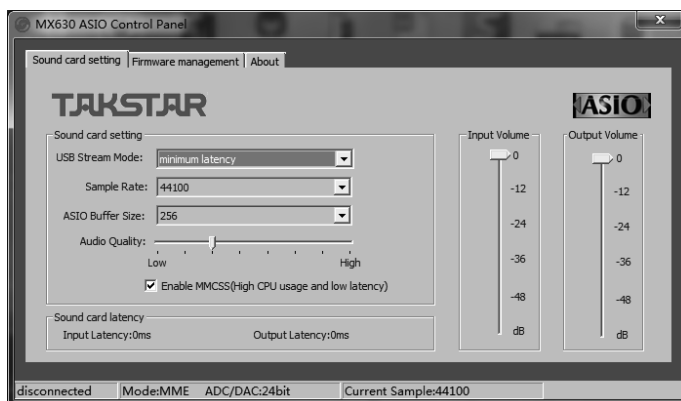 MX630 ASIO Control Panel
Sound card setting Firmware management About
TAKSTAR
ASIO
Sound card setting
USB Stream Mode: minimum latency
Sample Rate: 44100
ASIO Buffer Size: 256
Audio Quality:
Low High
Enable MMCSS(High CPU usage and low latency)
Sound card latency
Input Latency:0ms Output Latency:0ms
Input Volume
0
-12
-24
-36
-48
dB
Output Volume
0
-12
-24
-36
-48
dB
disconnected Mode:MME ADC/DAC:24bit Current Sample:44100